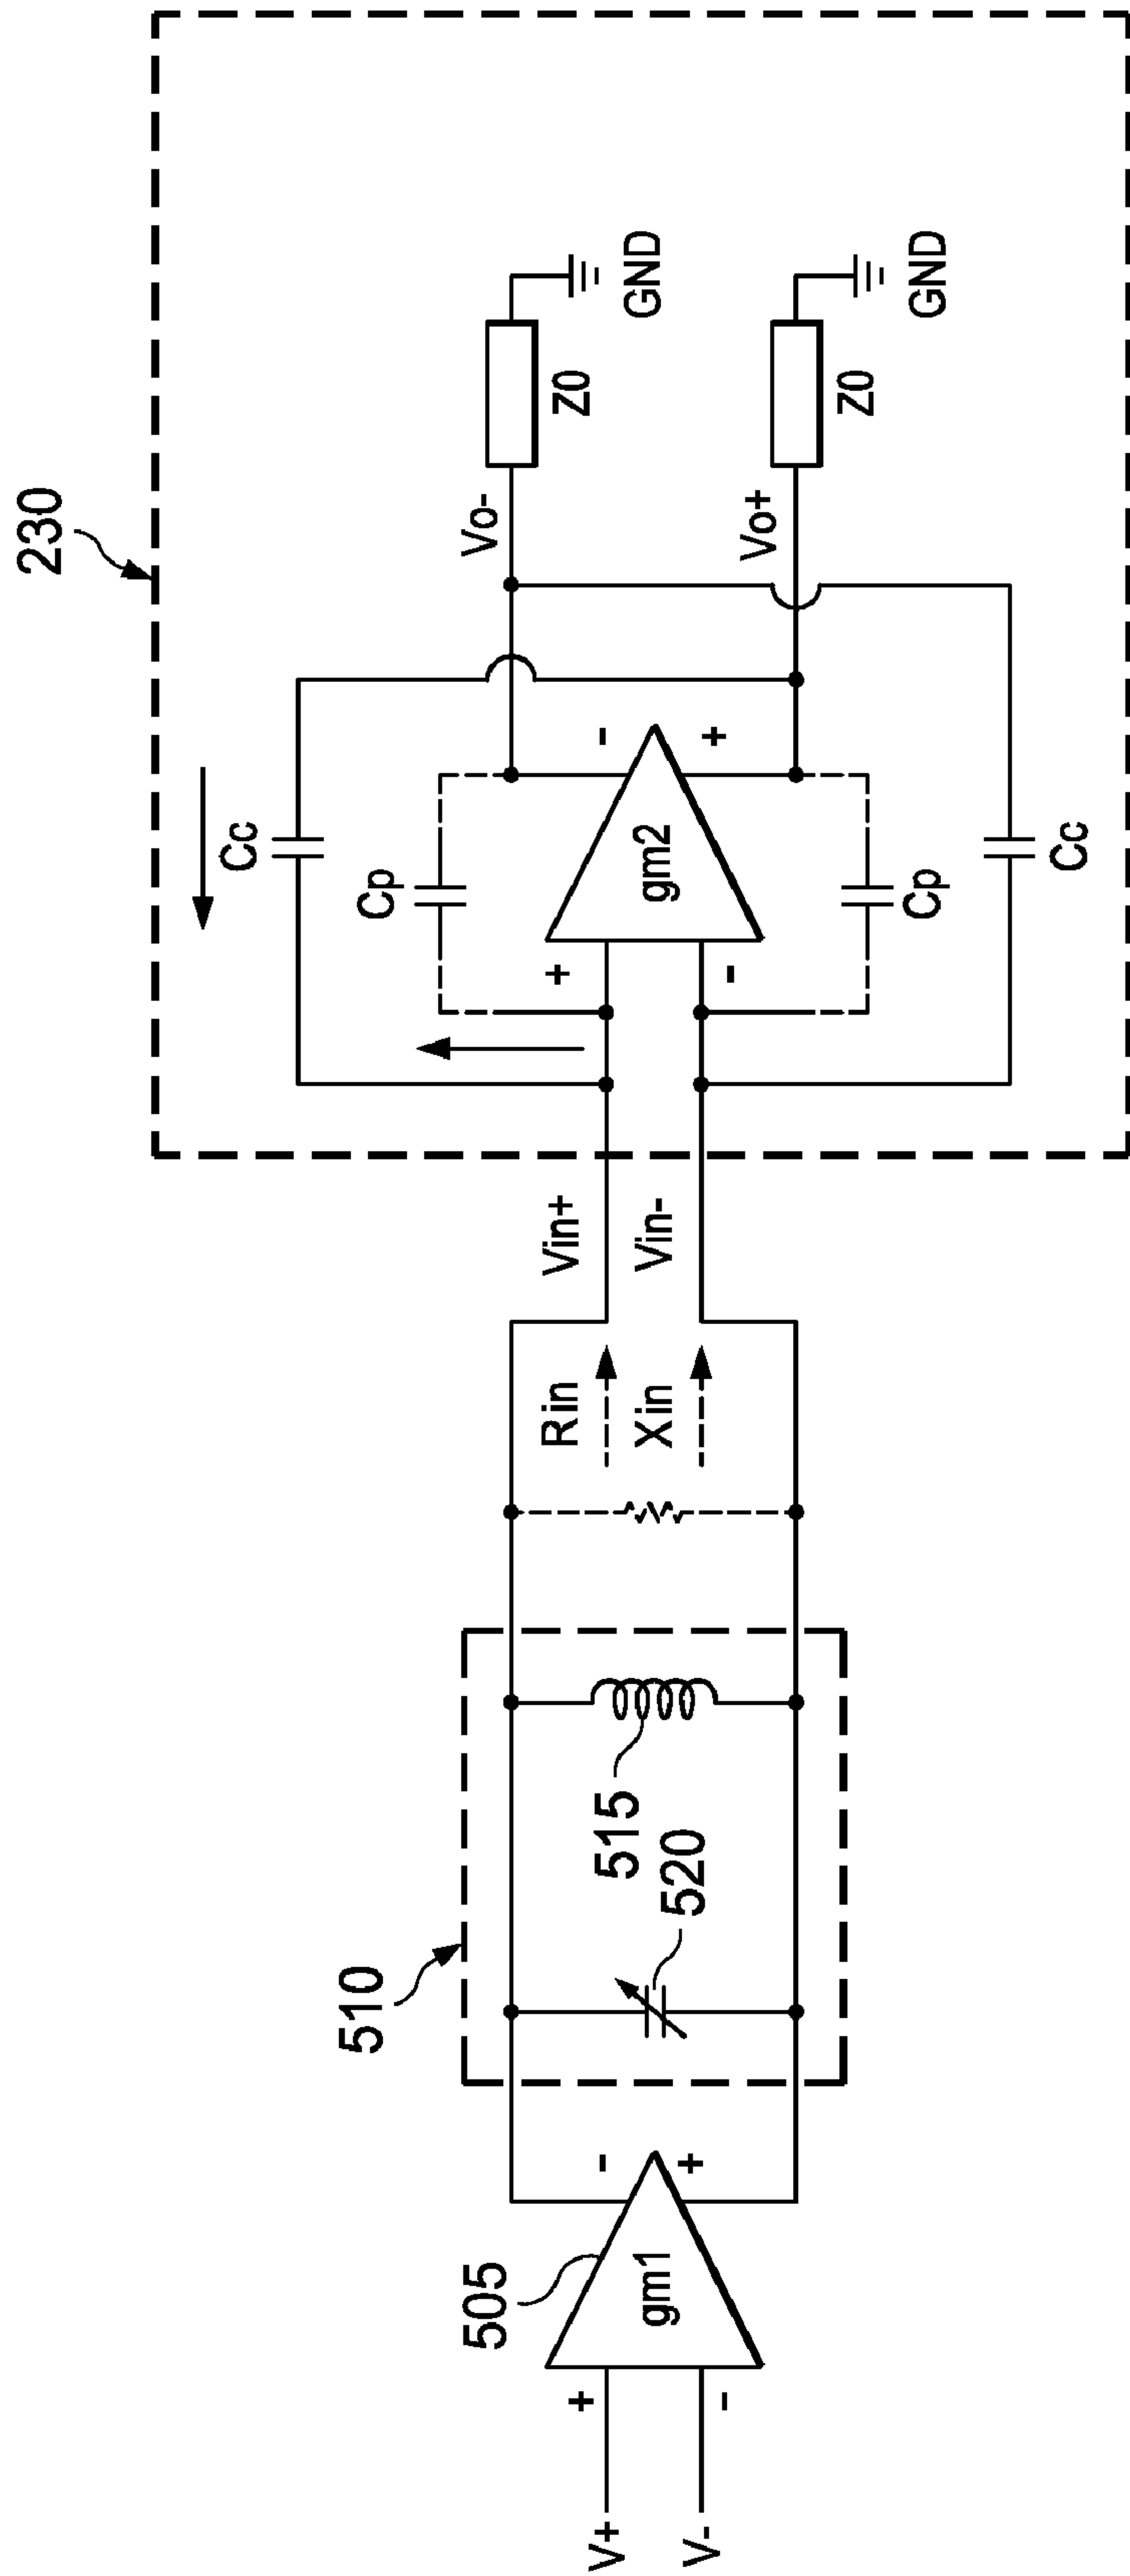 230
Cc
Cp
gm2
+
-
-
+
Cp
Cc
Vo-
Vo+
Z0
Z0
GND
GND
Vin+
Vin-
Rin
Xin
510
515
520
505
gm1
+
-
-
+
V+
V-